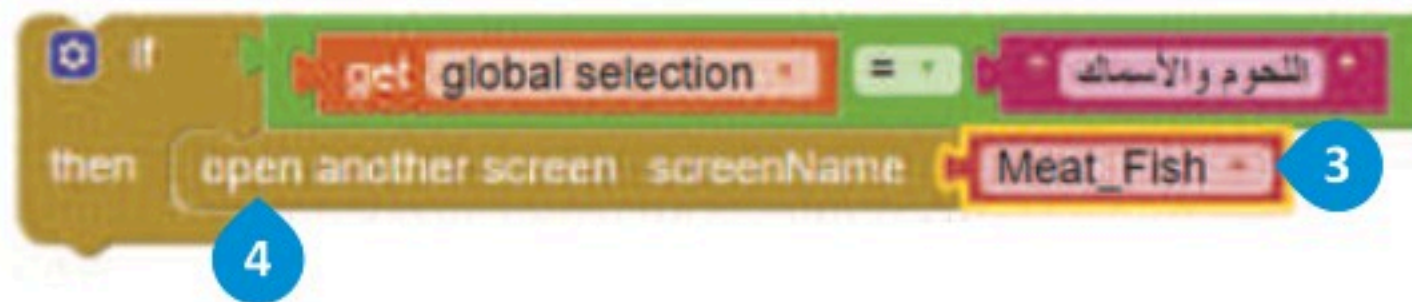 if get global selection = " اللحوم والأسماك "
then open another screen screenName Meat_Fish 3
4